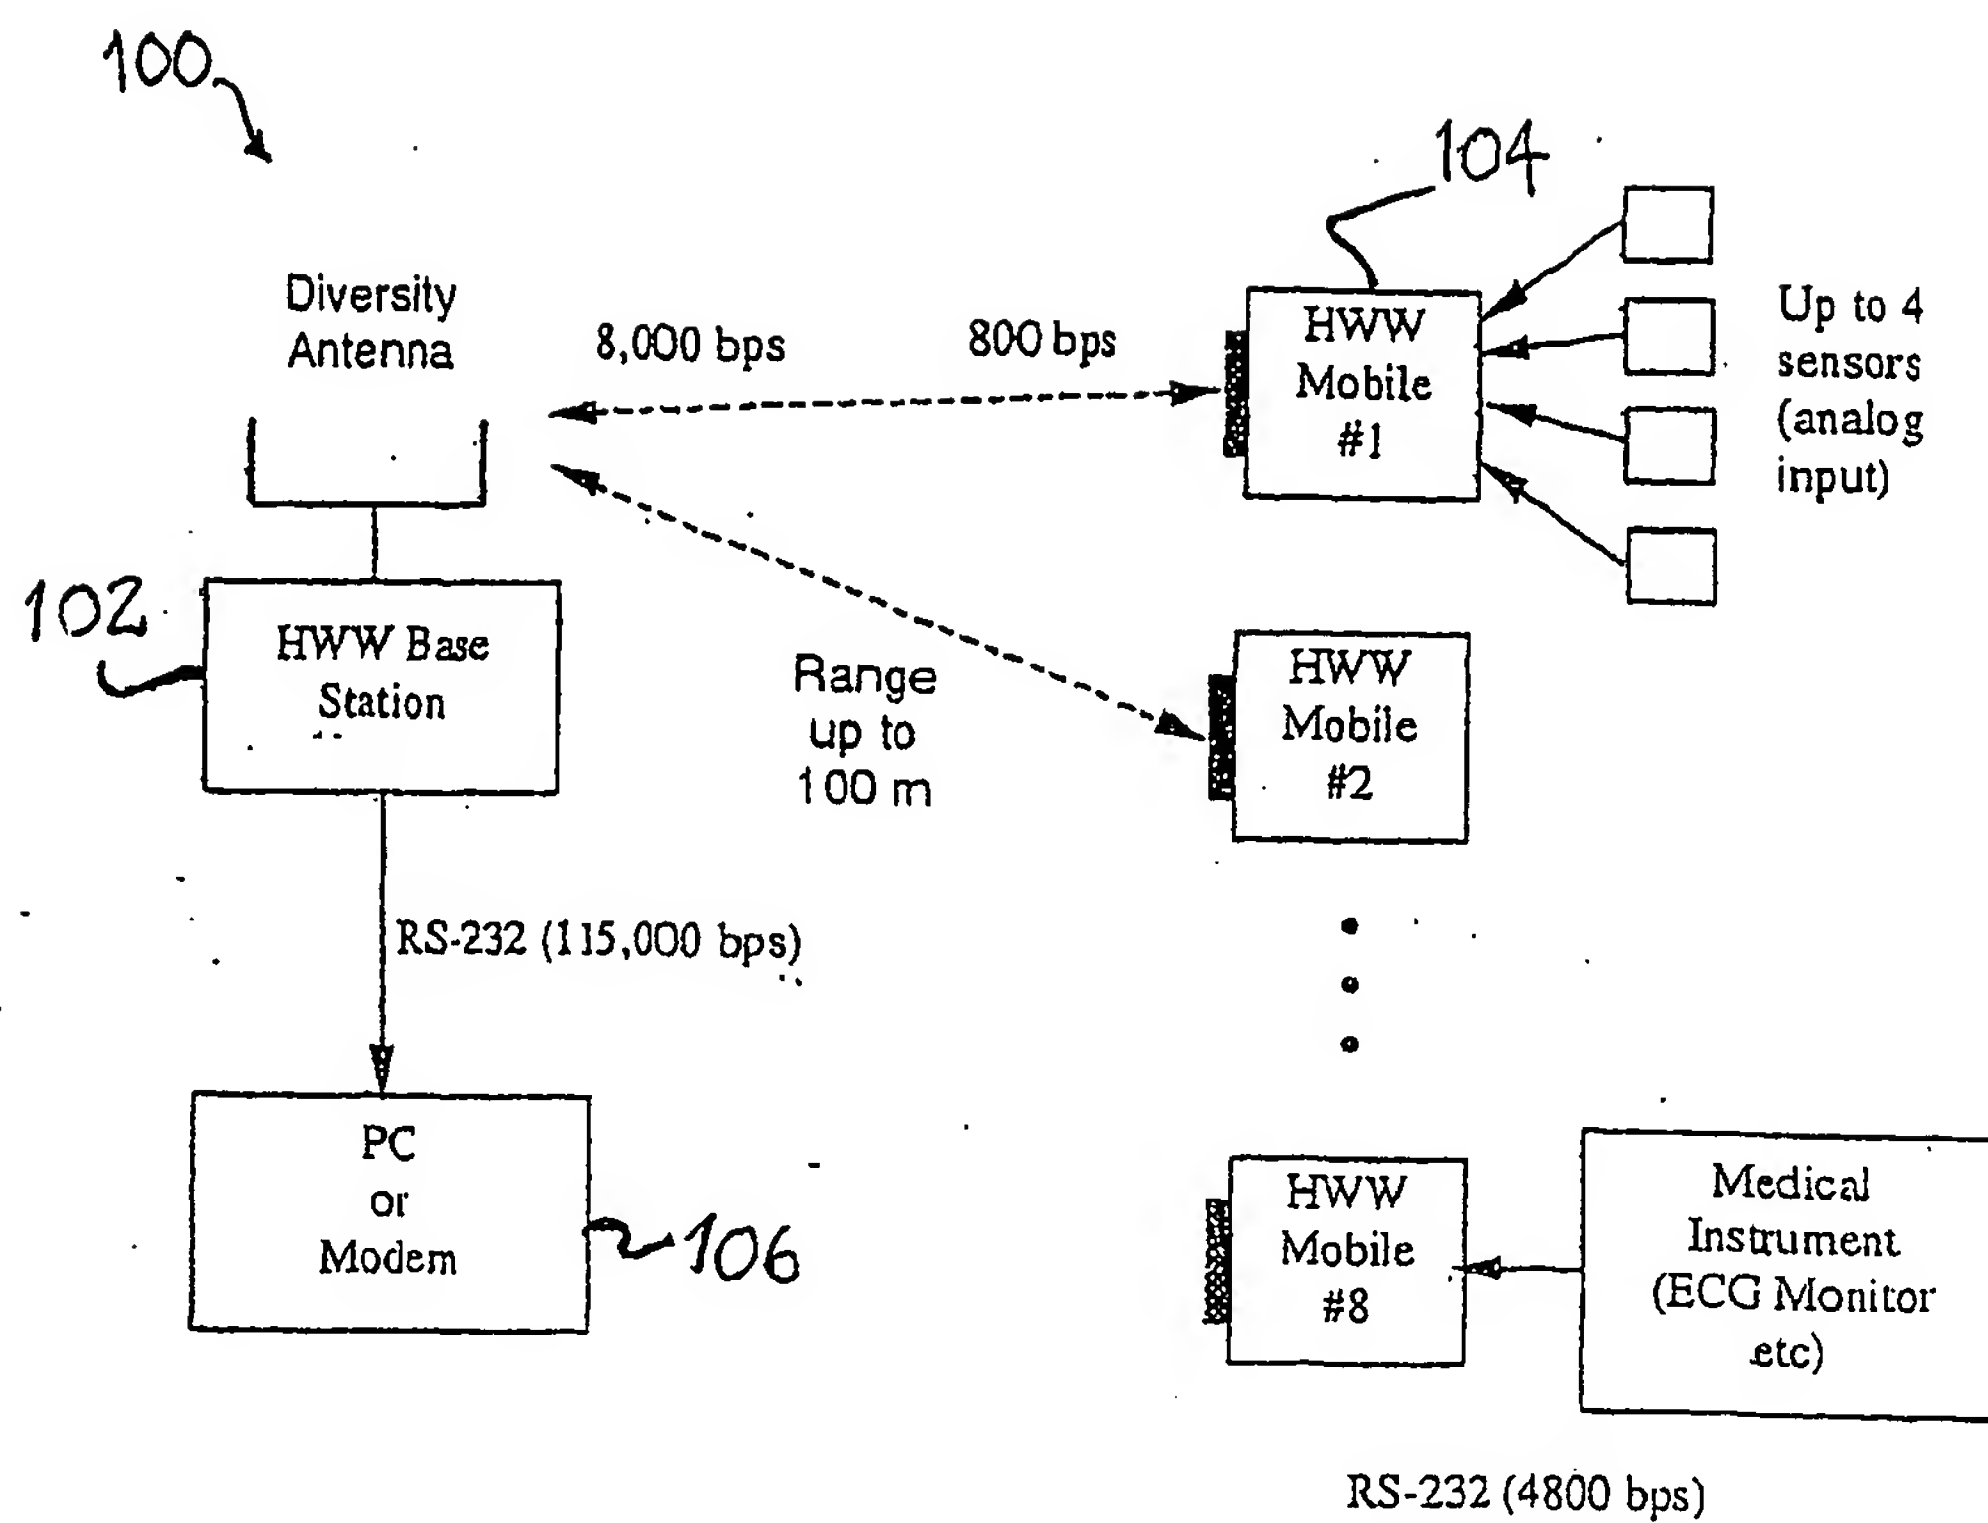 100
104
Diversity
Antenna
8,000 bps
800 bps
HWW
Mobile
#1
Up to 4
sensors
(analog
input)
102
HWW Base
Station
Range
up to
100 m
HWW
Mobile
#2
RS-232 (115,000 bps)
PC
or
Modem
106
HWW
Mobile
#8
Medical
Instrument
(ECG Monitor
etc)
RS-232 (4800 bps)